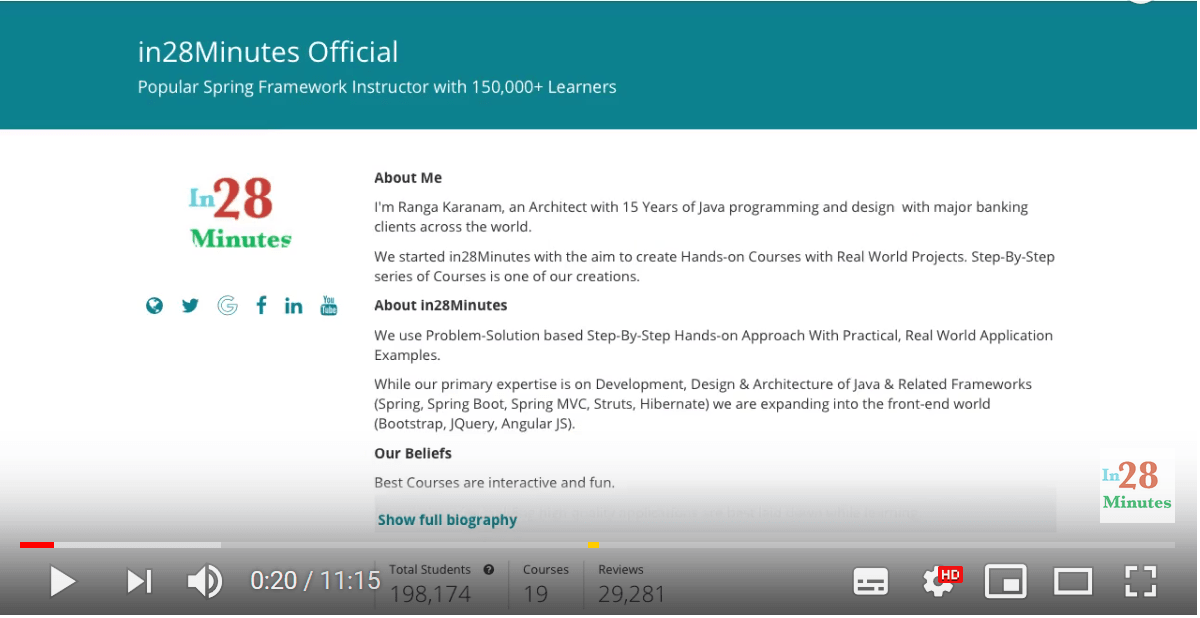 in28Minutes Official
Popular Spring Framework Instructor with 150,000+ Learners
In28
Minutes
About Me
I'm Ranga Karanam, an Architect with 15 Years of Java programming and design with major banking
clients across the world.
We started in28Minutes with the aim to create Hands-on Courses with Real World Projects. Step-By-Step
series of Courses is one of our creations.
You
Tube
About in28Minutes
We use Problem-Solution based Step-By-Step Hands-on Approach With Practical, Real World Application
Examples.
While our primary expertise is on Development, Design & Architecture of Java & Related Frameworks
(Spring, Spring Boot, Spring MVC, Struts, Hibernate) we are expanding into the front-end world
(Bootstrap, JQuery, Angular JS).
Our Beliefs
Best Courses are interactive and fun.
Show full biography
In28
Minutes
0:20 / 11:15
Total Students
198,174
Courses
19
Reviews
29,281
HD